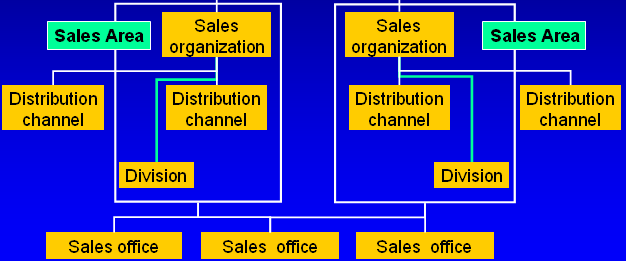 Sales Area
Sales
organization
Sales
organization
Sales Area
Distribution
channel
Distribution
channel
Distribution
channel
Distribution
channel
Division
Division
Sales office
Sales office
Sales office